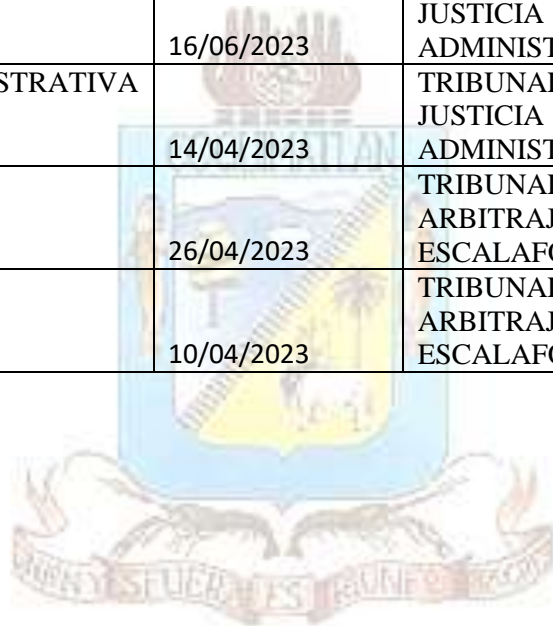 JUSTICIA
16/06/2023 ADMINIST
STRATIVA TRIBUNAL
JUSTICIA
14/04/2023 ADMINIST
TRIBUNAL
ARBITRAJ
26/04/2023 ESCALAFO
TRIBUNAL
ARBITRAJ
10/04/2023 ESCALAFO